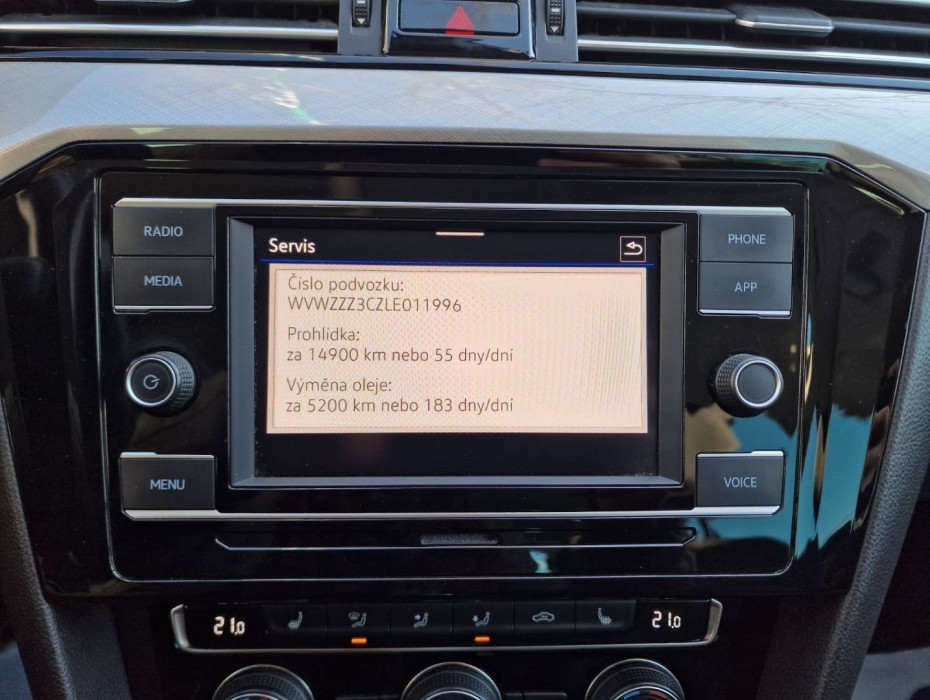 RADIO
MEDIA
MENU
PHONE
APP
VOICE
Servis
Číslo podvozku:
WVWZZZ3CZLE011996
Prohlídka:
za 14900 km nebo 55 dny/dní
Výměna oleje:
za 5200 km nebo 183 dny/dní
21.0
21.0